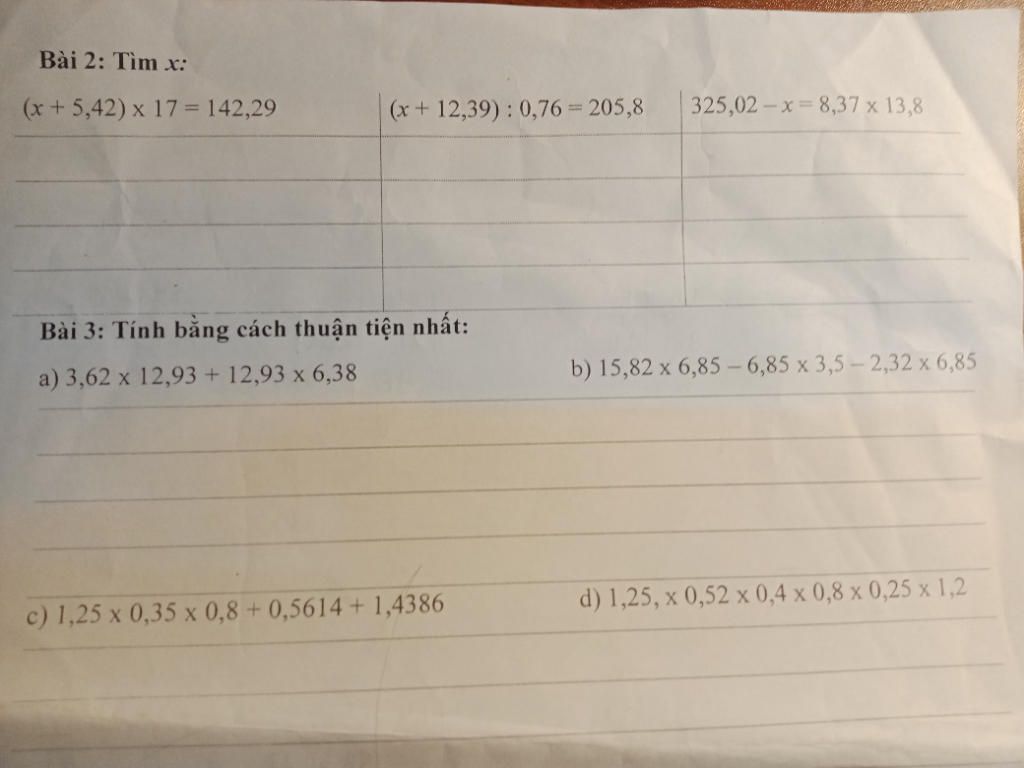 Bài 2: Tìm x:
(x + 5,42) x 17 = 142,29
(x + 12,39) : 0,76 = 205,8
325,02 – x = 8,37 x 13,8
Bài 3: Tính bằng cách thuận tiện nhất:
a) 3,62 x 12,93 + 12,93 x 6,38
b) 15,82 x 6,85 – 6,85 x 3,5 – 2,32 x 6,85
c) 1,25 x 0,35 x 0,8 + 0,5614 + 1,4386
d) 1,25, x 0,52 x 0,4 x 0,8 x 0,25 x 1,2